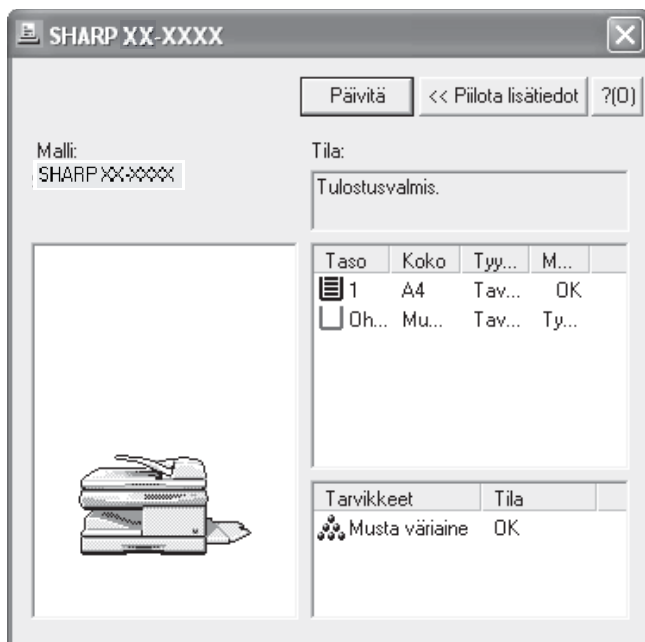 SHARP XX-XXXX
Päivitä << Piilota lisätiedot ?(O)
Malli:
SHARP XX-XXXX
Tila:
Tulostusvalmis.
Taso Koko Tyy... M...
1 A4 Tav... OK
Oh... Mu... Tav... Ty...
Tarvikkeet Tila
Musta väriaine OK